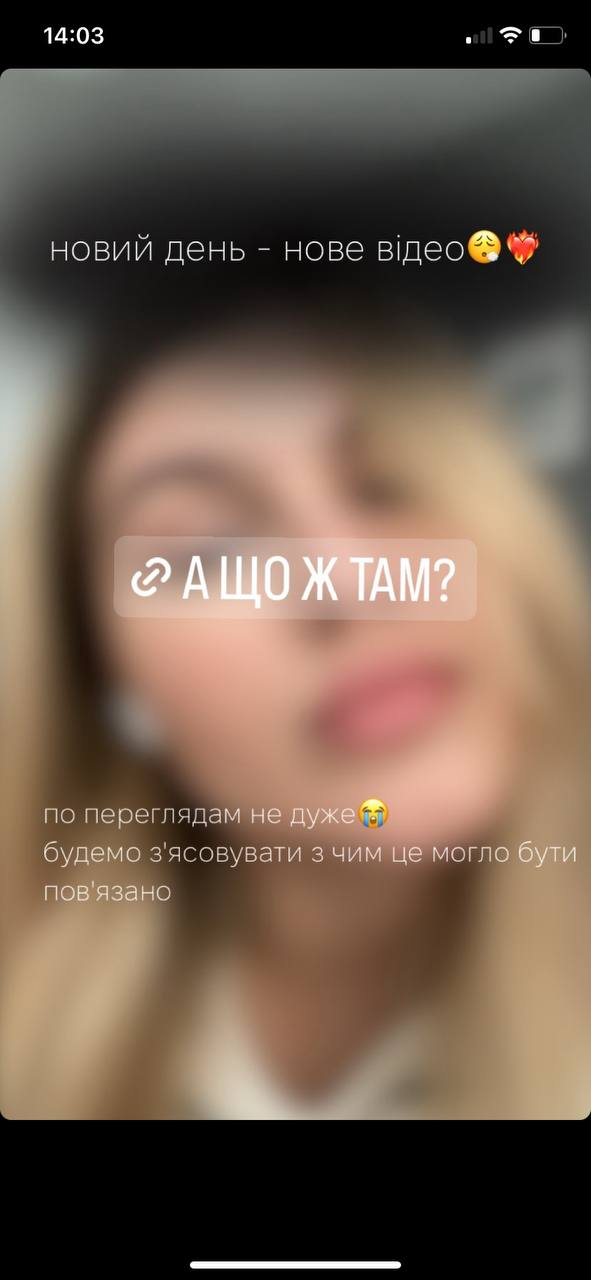 14:03
новий день - нове відео😮‍💨❤️‍🔥
А ЩО Ж ТАМ?
по переглядам не дуже😭
будемо з'ясовувати з чим це могло бути
пов'язано